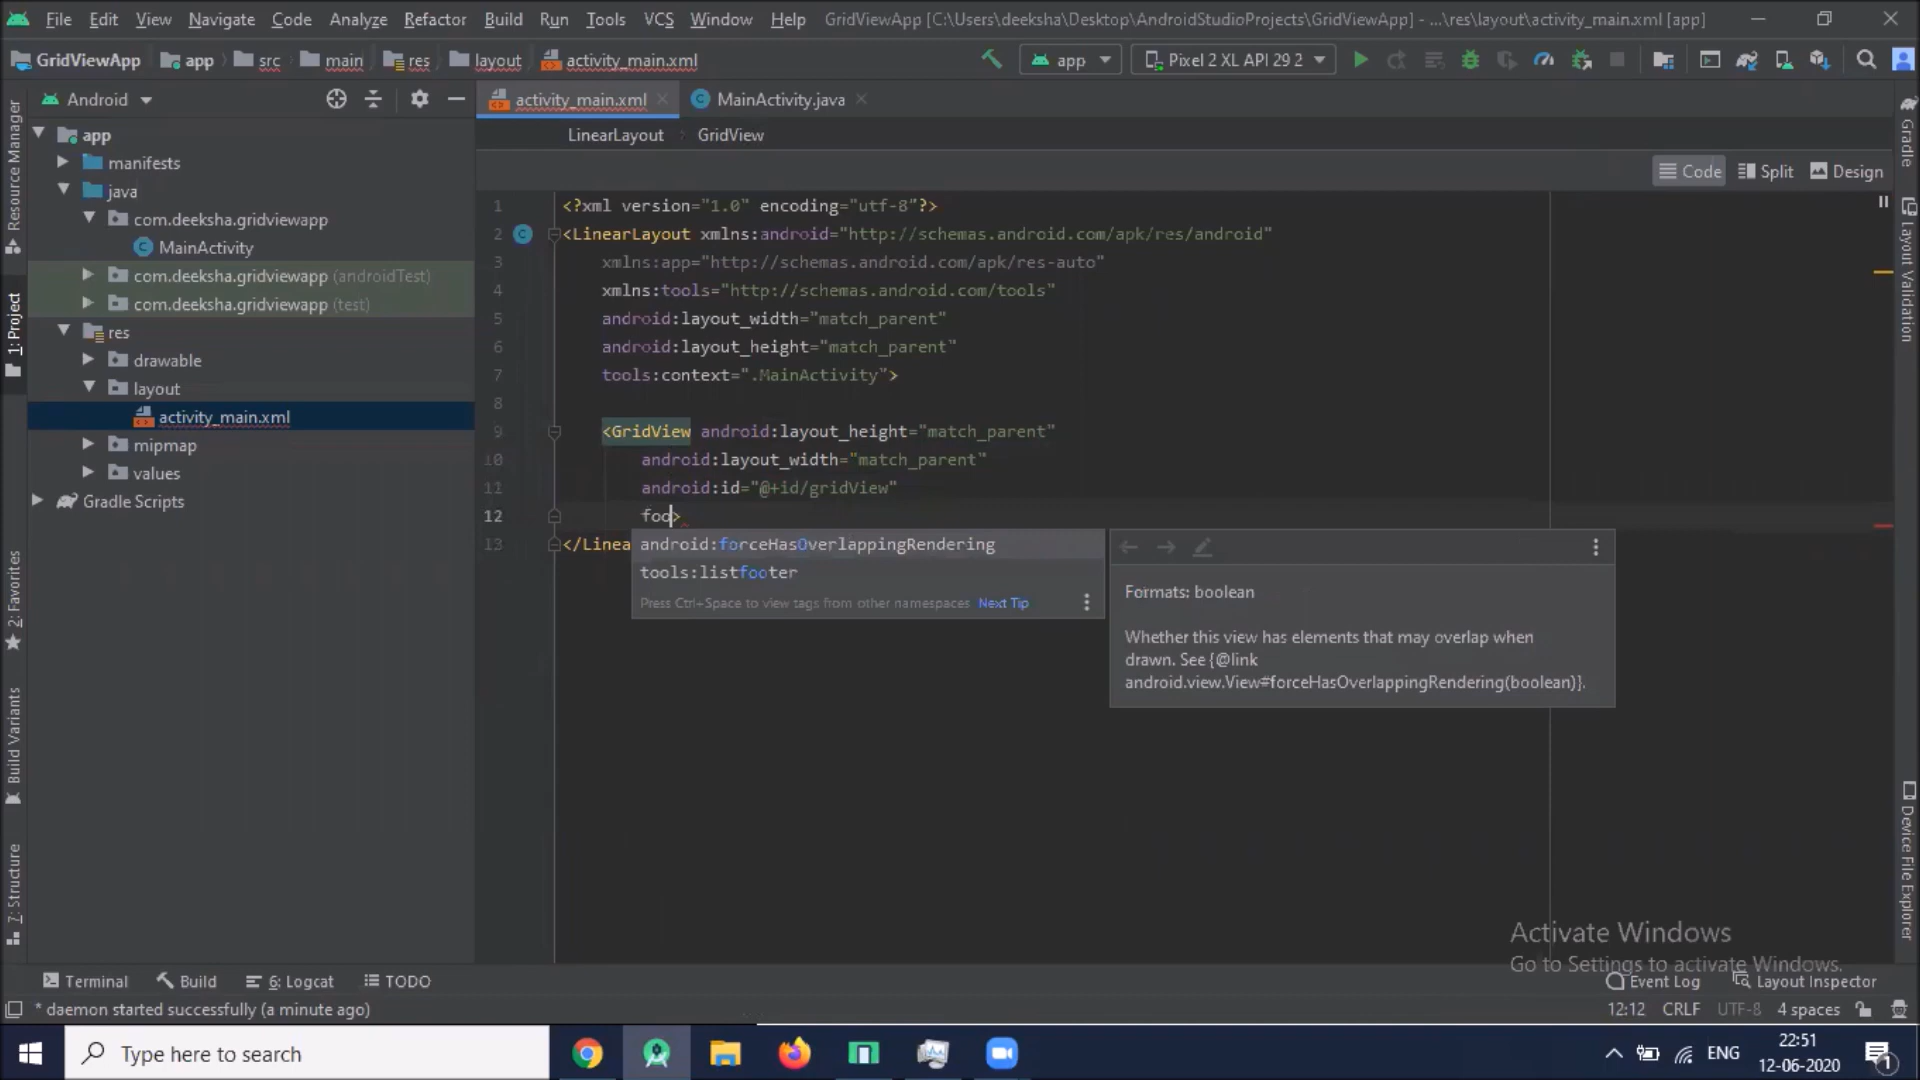 File Edit View Navigate Code Analyze Refactor Build Run Tools VCS Window Help GridViewApp [C:\Users\deeksha\Desktop\AndroidStudioProjects\GridViewApp] - ...\res\layout\activity_main.xml [app]
GridViewApp app src main res layout activity_main.xml app Pixel 2 XL API 29 2
Android activity_main.xml MainActivity.java
LinearLayout GridView
Code Split Design
Resource Manager
1: Project
2: Favorites
Build Variants
7: Structure
app
manifests
java
com.deeksha.gridviewapp
MainActivity
com.deeksha.gridviewapp (androidTest)
com.deeksha.gridviewapp (test)
res
drawable
layout
activity_main.xml
mipmap
values
Gradle Scripts
1 <?xml version="1.0" encoding="utf-8"?>
2 <LinearLayout xmlns:android="http://schemas.android.com/apk/res/android"
3 xmlns:app="http://schemas.android.com/apk/res-auto"
4 xmlns:tools="http://schemas.android.com/tools"
5 android:layout_width="match_parent"
6 android:layout_height="match_parent"
7 tools:context=".MainActivity">
8
9 <GridView android:layout_height="match_parent"
10 android:layout_width="match_parent"
11 android:id="@+id/gridView"
12 foo>
13 </Linea
android:forceHasOverlappingRendering
tools:listfooter
Press Ctrl+Space to view tags from other namespaces Next Tip
Formats: boolean
Whether this view has elements that may overlap when
drawn. See {@link
android.view.View#forceHasOverlappingRendering(boolean)}.
Gradle
Layout Validation
Device File Explorer
Activate Windows
Go to Settings to activate Windows.
Terminal Build 6: Logcat TODO Event Log Layout Inspector
* daemon started successfully (a minute ago) 12:12 CRLF UTF-8 4 spaces
Type here to search ENG 22:51
12-06-2020 1